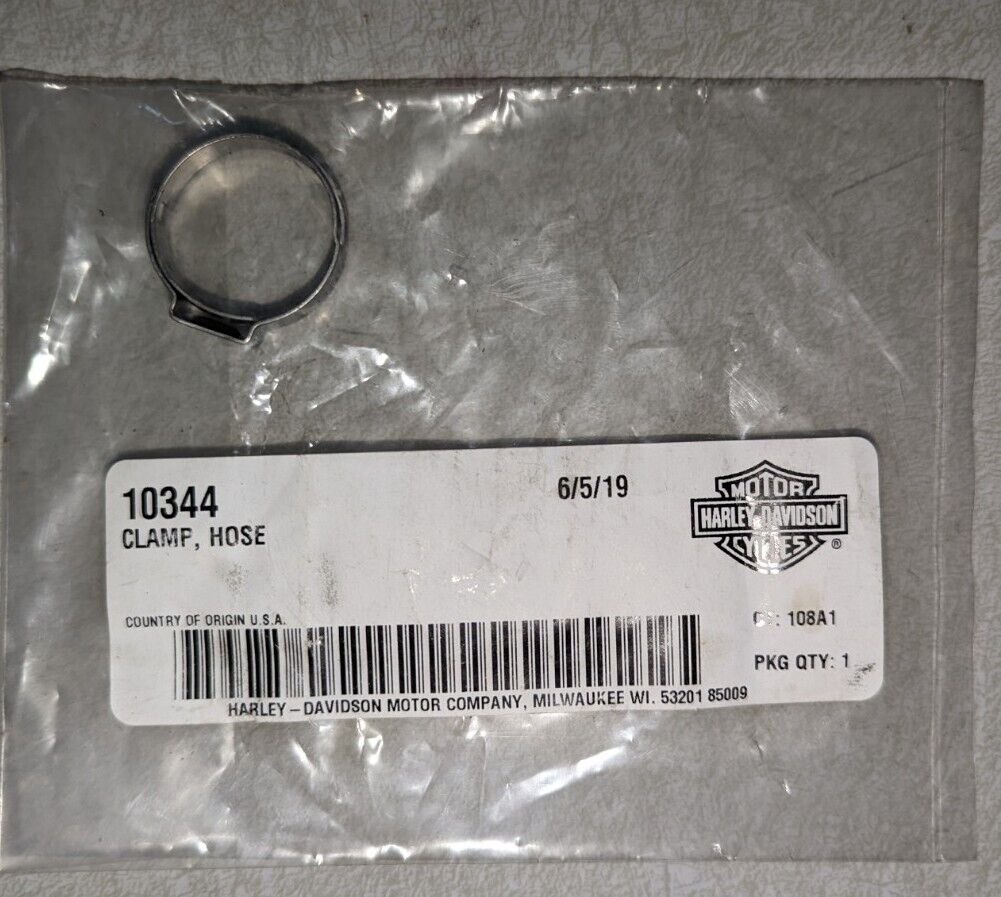 10344
6/5/19
CLAMP, HOSE
MOTOR
HARLEY-DAVIDSON
CYCLES
®
COUNTRY OF ORIGIN U.S.A.
108A1
PKG QTY: 1
HARLEY – DAVIDSON MOTOR COMPANY, MILWAUKEE WI. 53201 85009